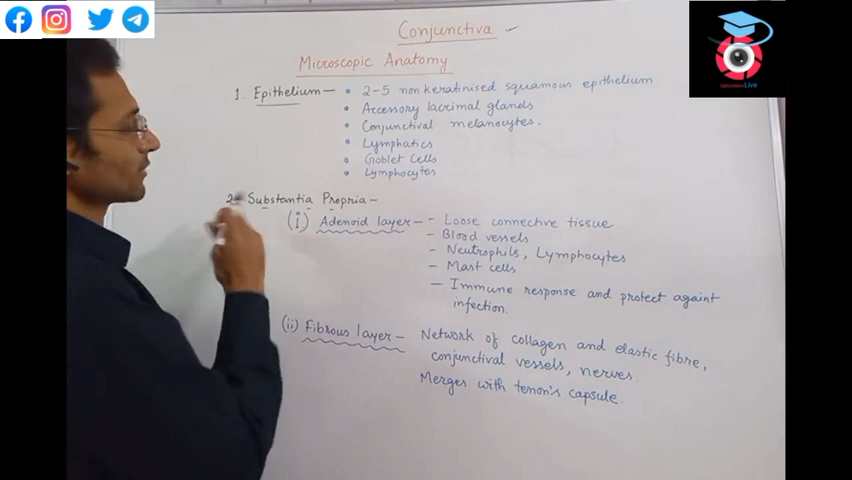 Conjunctiva
Microscopic Anatomy
1. Epithelium — • 2-5 nonkeratinised squamous epithelium
• Accessory lacrimal glands
• Conjunctival melanocytes.
• Lymphatics
• Goblet Cells
• Lymphocytes
2 Substantia Propria -
(i) Adenoid layer - - Loose connective tissue
- Blood vessels
- Neutrophils, Lymphocytes
- Mast cells
- Immune response and protect againt
infection.
(ii) Fibrous layer - Network of collagen and elastic fibre,
conjunctival vessels, nerves.
Merges with tenon's capsule.